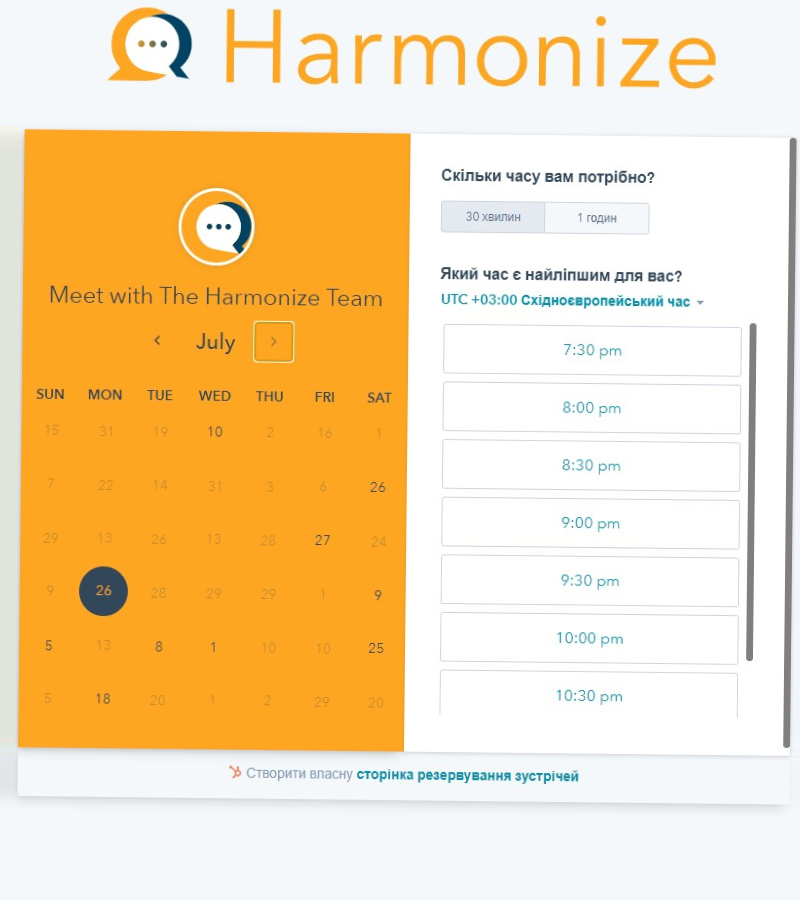 Harmonize
Meet with The Harmonize Team
July
SUN MON TUE WED THU FRI SAT
15 31 19 10 2 16 1
7 22 14 31 3 6 26
29 13 26 13 28 27 24
9 26 28 29 29 1 9
5 13 8 1 10 10 25
5 18 20 1 2 29 20
Скільки часу вам потрібно?
30 хвилин 1 годин
Який час є найліпшим для вас?
UTC +03:00 Східноєвропейський час
7:30 pm
8:00 pm
8:30 pm
9:00 pm
9:30 pm
10:00 pm
10:30 pm
Створити власну сторінка резервування зустрічей